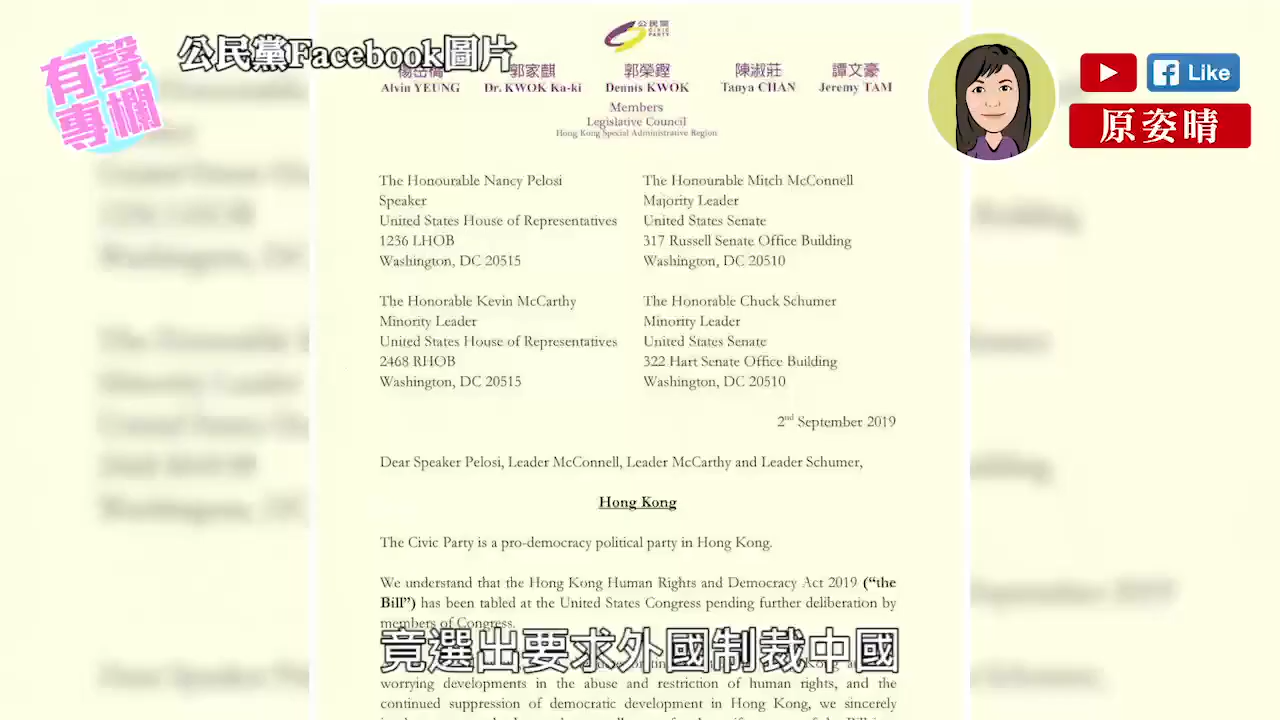 公民黨Facebook圖片
有聲
專欄
公民黨
CIVIC
PARTY
郭家麒 郭榮鏗 陳淑莊 譚文豪
Alvin YEUNG Dr. KWOK Ka-ki Dennis KWOK Tanya CHAN Jeremy TAM
Members
Legislative Council
Hong Kong Special Administrative Region
Like
原姿晴
The Honourable Nancy Pelosi
Speaker
United States House of Representatives
1236 LHOB
Washington, DC 20515
The Honourable Mitch McConnell
Majority Leader
United States Senate
317 Russell Senate Office Building
Washington, DC 20510
The Honorable Kevin McCarthy
Minority Leader
United States House of Representatives
2468 RHOB
Washington, DC 20515
The Honorable Chuck Schumer
Minority Leader
United States Senate
322 Hart Senate Office Building
Washington, DC 20510
2nd September 2019
Dear Speaker Pelosi, Leader McConnell, Leader McCarthy and Leader Schumer,
Hong Kong
The Civic Party is a pro-democracy political party in Hong Kong.
We understand that the Hong Kong Human Rights and Democracy Act 2019 (“the
Bill”) has been tabled at the United States Congress pending further deliberation by
members of Congress.
竟選出要求外國制裁中國
worrying developments in the abuse and restriction of human rights, and the
continued suppression of democratic development in Hong Kong, we sincerely